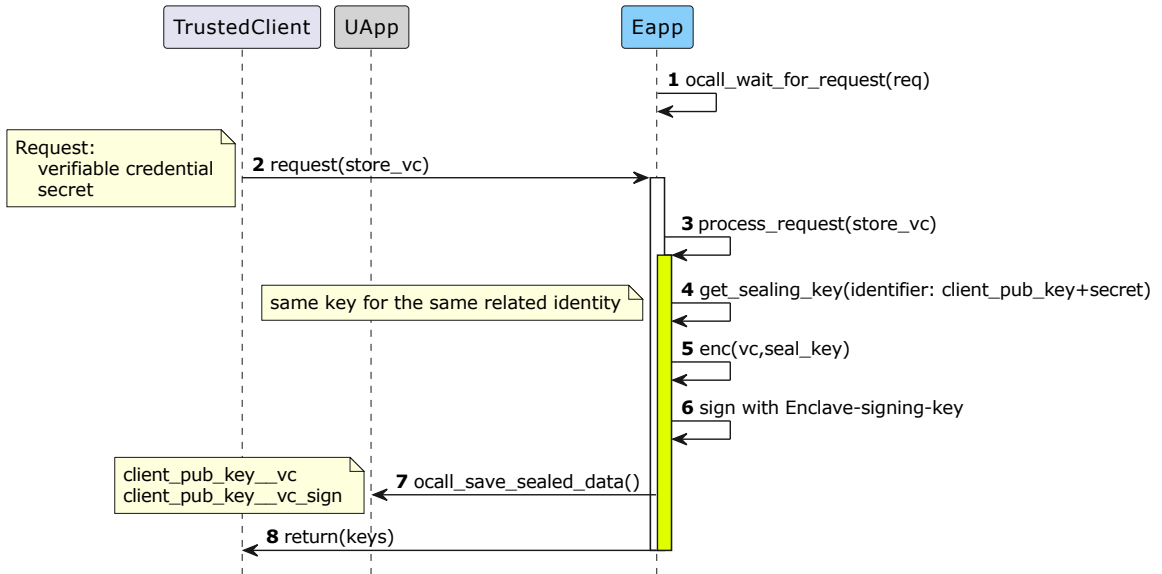 TrustedClient
UApp
Eapp
1 ocall_wait_for_request(req)
Request:
verifiable credential
secret
2 request(store_vc)
3 process_request(store_vc)
same key for the same related identity
4 get_sealing_key(identifier: client_pub_key+secret)
5 enc(vc,seal_key)
6 sign with Enclave-signing-key
client_pub_key__vc
client_pub_key__vc_sign
7 ocall_save_sealed_data()
8 return(keys)